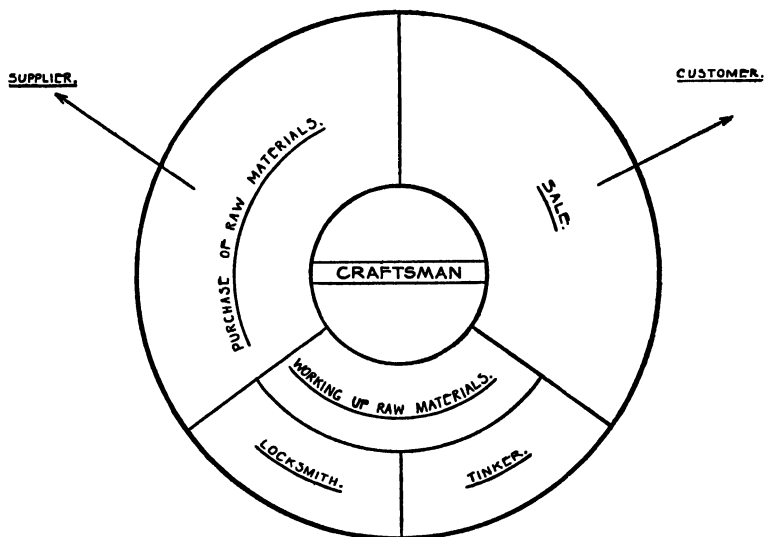 SUPPLIER.
CUSTOMER.
PURCHASE OF RAW MATERIALS.
SALE.
CRAFTSMAN
WORKING UP RAW MATERIALS.
LOCKSMITH.
TINKER.